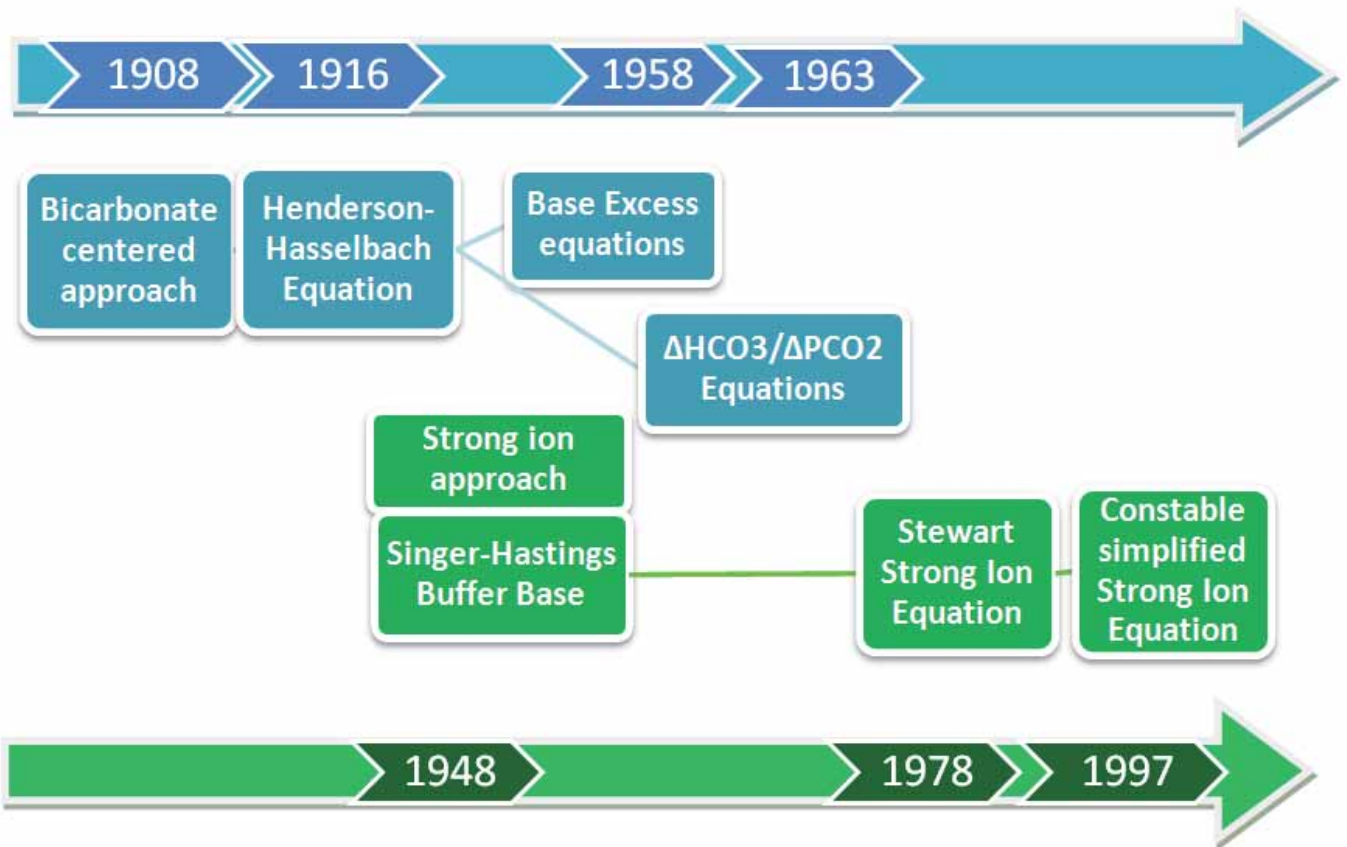 1908
1916
1958
1963
Bicarbonate
centered
approach
Henderson-
Hasselbach
Equation
Base Excess
equations
ΔHCO3/ΔPCO2
Equations
Strong ion
approach
Singer-Hastings
Buffer Base
Stewart
Strong Ion
Equation
Constable
simplified
Strong Ion
Equation
1948
1978
1997